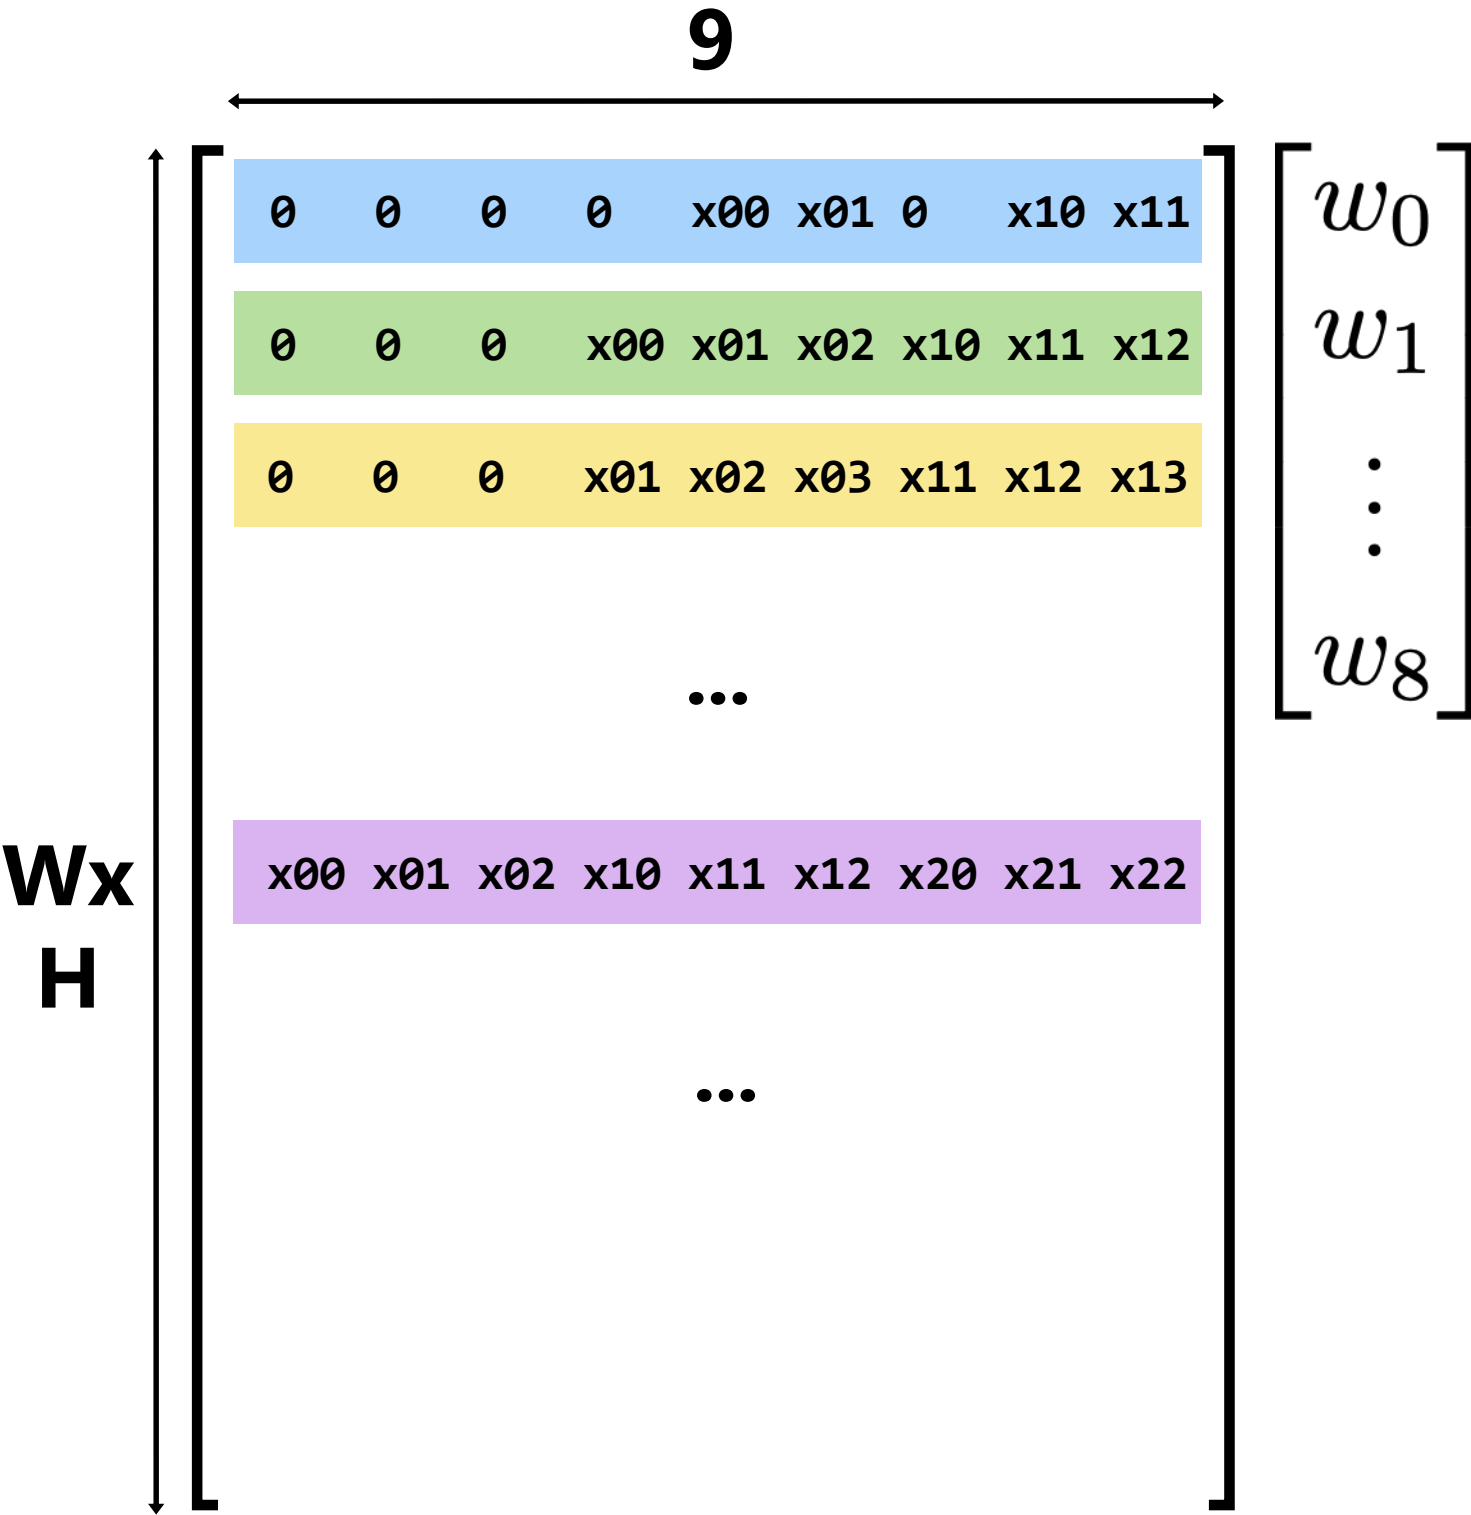 9
0 0 0 0 x00 x01 0 x10 x11
0 0 0 x00 x01 x02 x10 x11 x12
0 0 0 x01 x02 x03 x11 x12 x13
...
x00 x01 x02 x10 x11 x12 x20 x21 x22
...
Wx
H
w₀
w₁
⋮
w₈